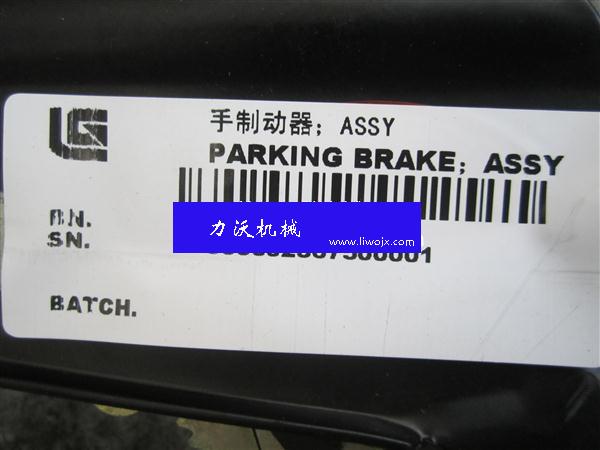 手制动器；ASSY
PARKING BRAKE；ASSY
力沃机械
www.liwojx.com
SN.
BATCH.